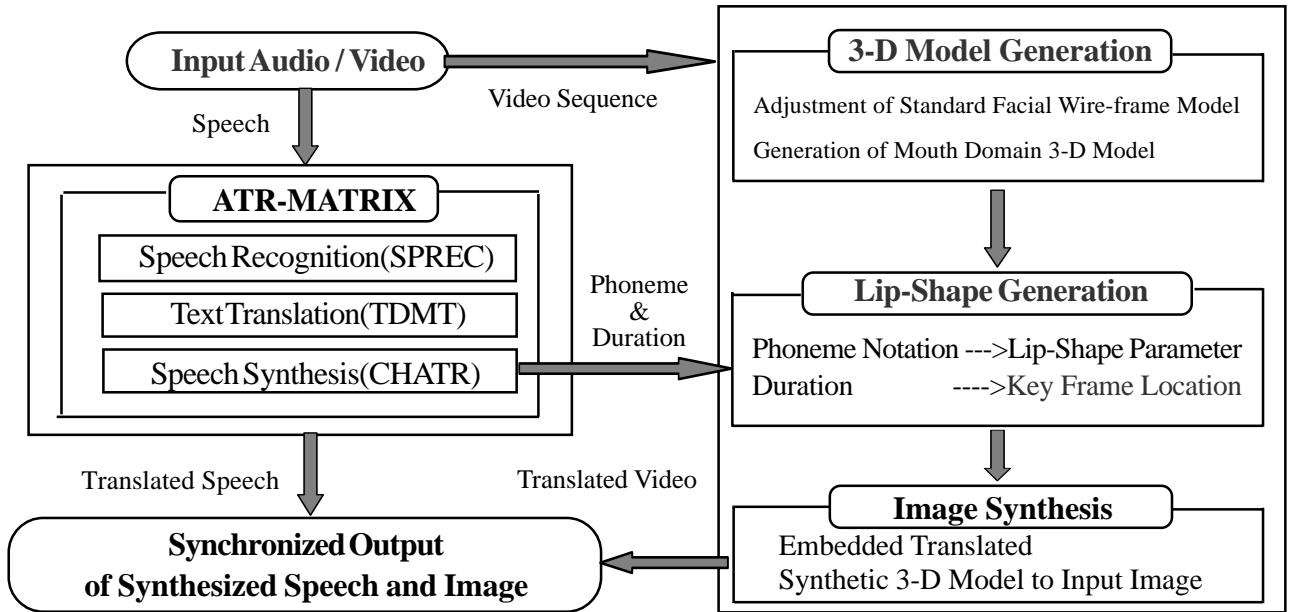 Input Audio / Video
Video Sequence
Speech
ATR-MATRIX
Speech Recognition(SPREC)
Text Translation(TDMT)
Speech Synthesis(CHATR)
Phoneme
&
Duration
3-D Model Generation
Adjustment of Standard Facial Wire-frame Model
Generation of Mouth Domain 3-D Model
Lip-Shape Generation
Phoneme Notation --->Lip-Shape Parameter
Duration ---->Key Frame Location
Translated Speech
Translated Video
Image Synthesis
Embedded Translated
Synthetic 3-D Model to Input Image
Synchronized Output
of Synthesized Speech and Image